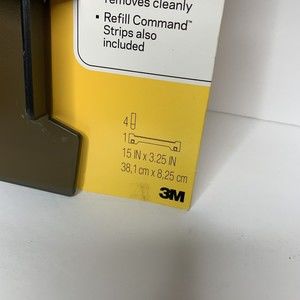 removes cleanly
• Refill Command™
Strips also
included
4
1
15 IN x 3.25 IN
38,1 cm x 8,25 cm
3M